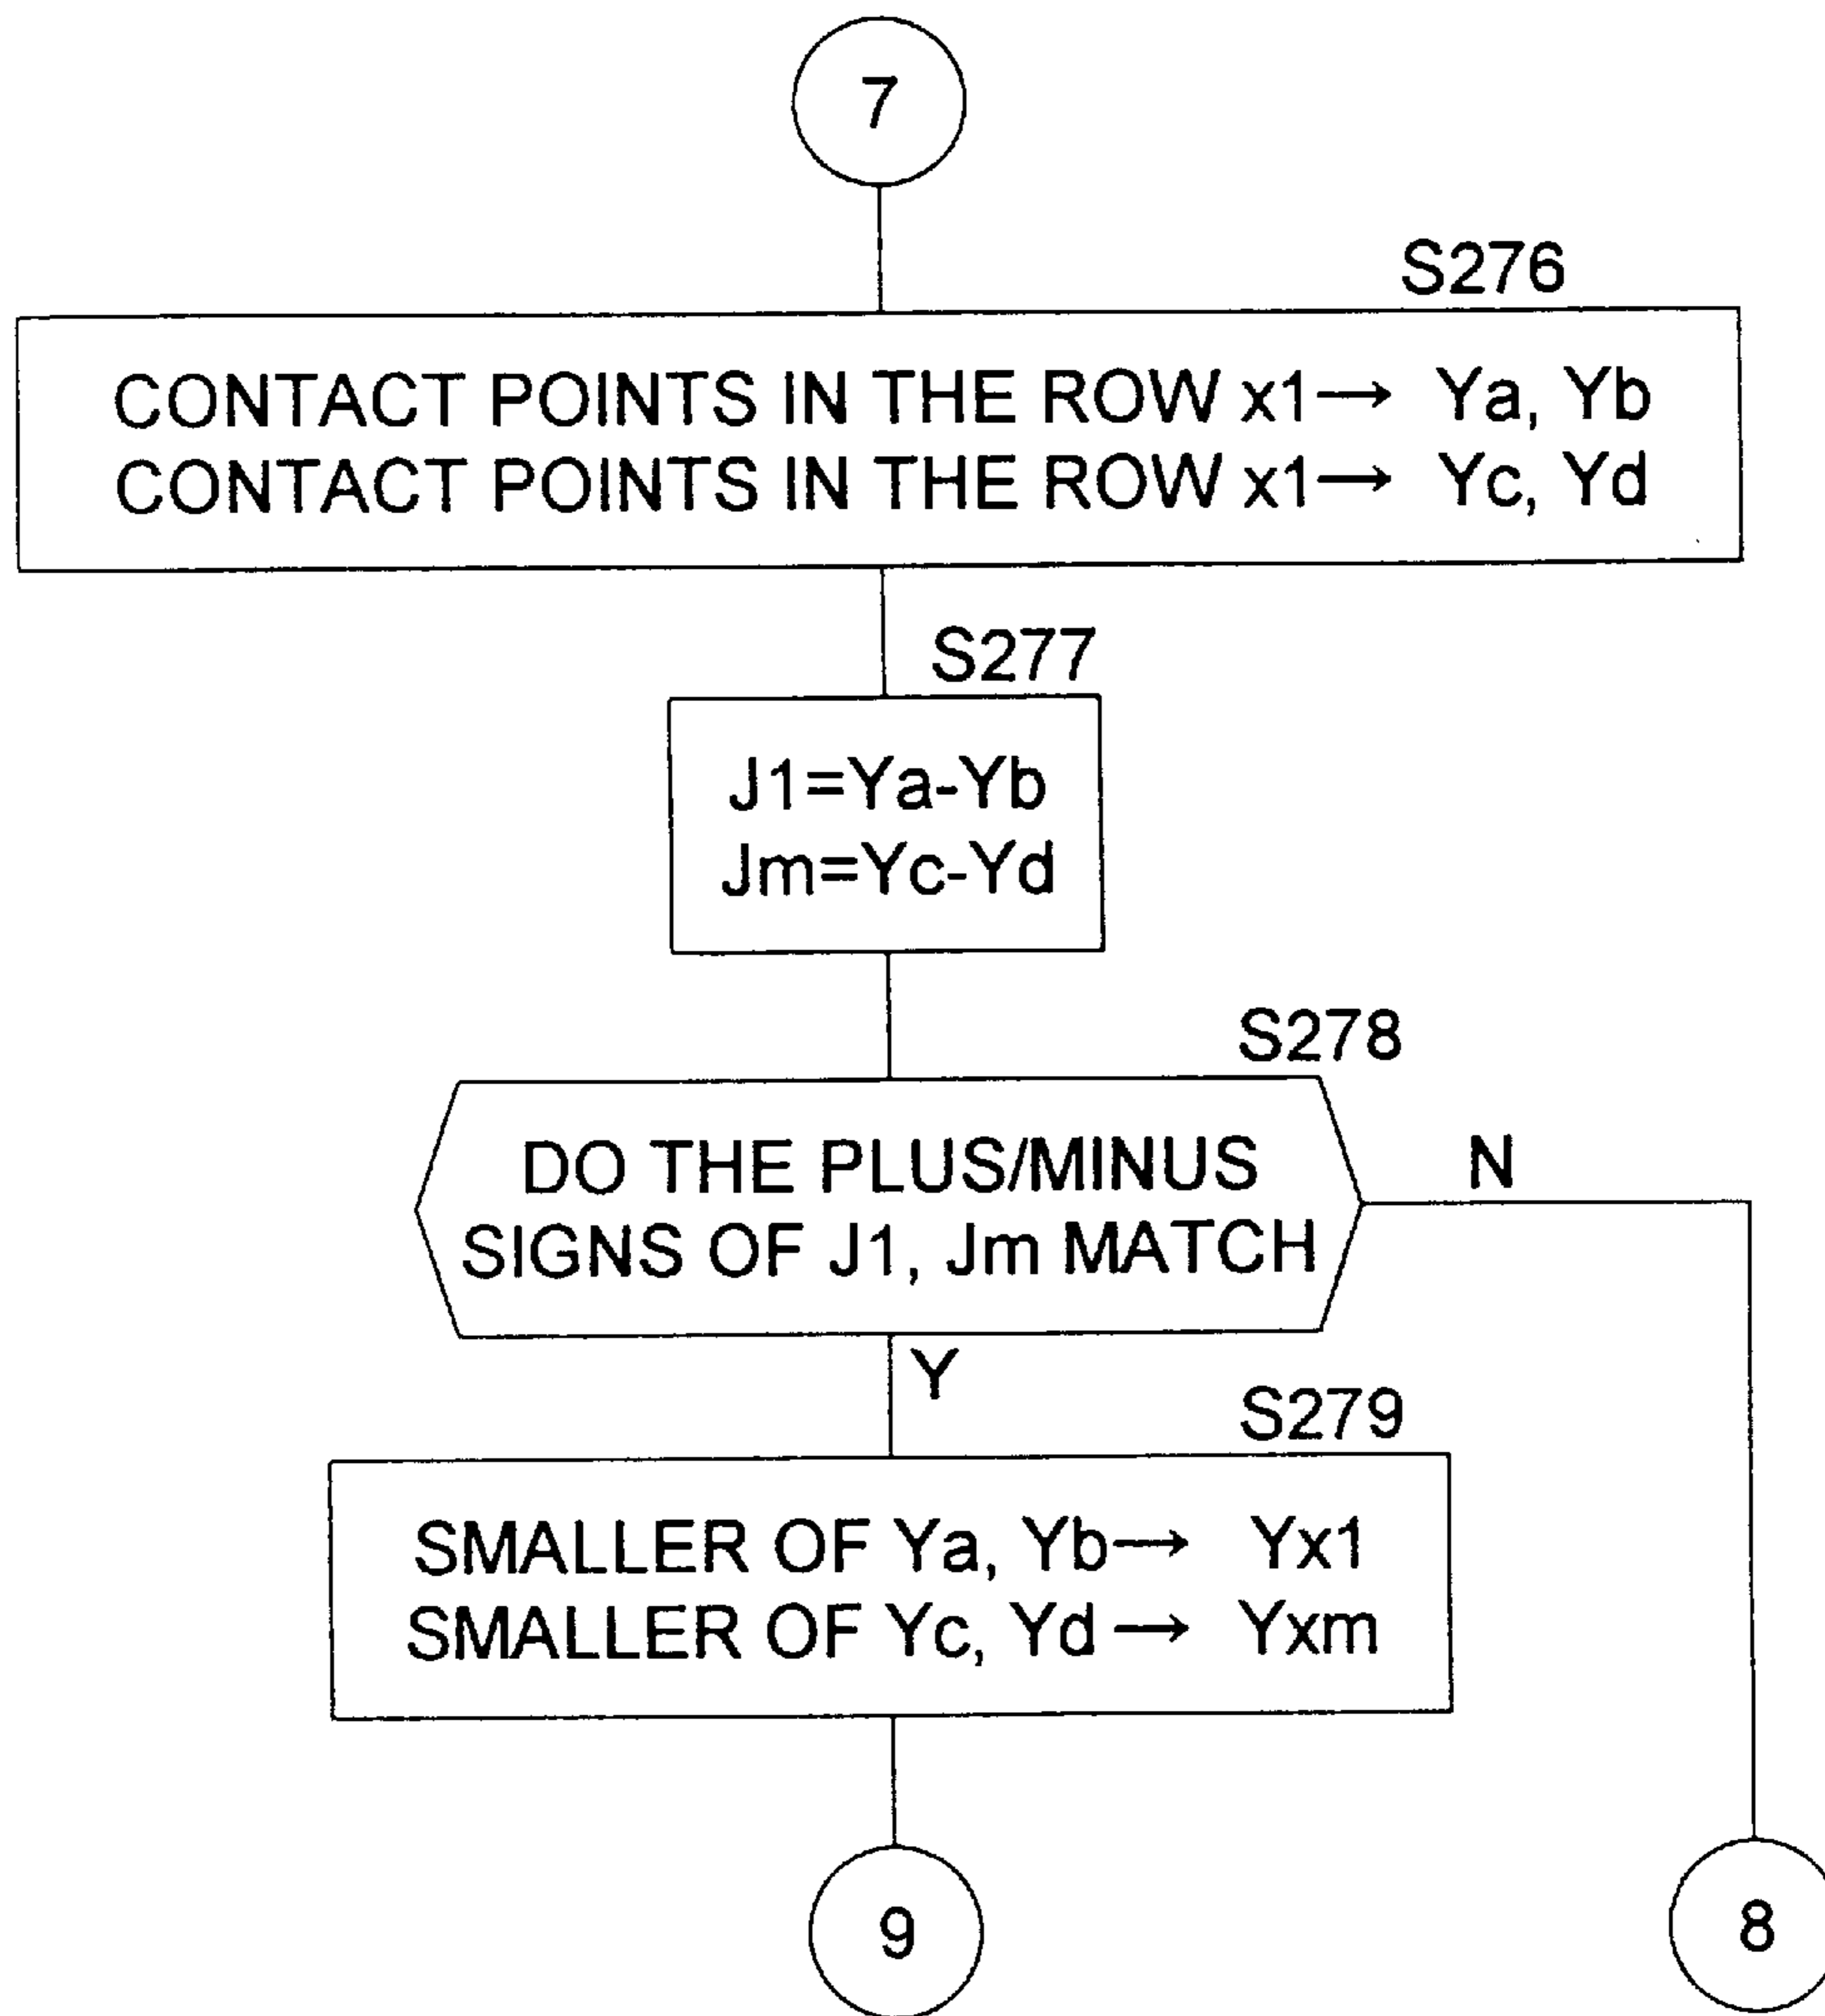 7
S276
CONTACT POINTS IN THE ROW x1→ Ya, Yb
CONTACT POINTS IN THE ROW x1→ Yc, Yd
S277
J1=Ya-Yb
Jm=Yc-Yd
S278
DO THE PLUS/MINUS
SIGNS OF J1, Jm MATCH
N
Y
S279
SMALLER OF Ya, Yb→ Yx1
SMALLER OF Yc, Yd→ Yxm
9
8